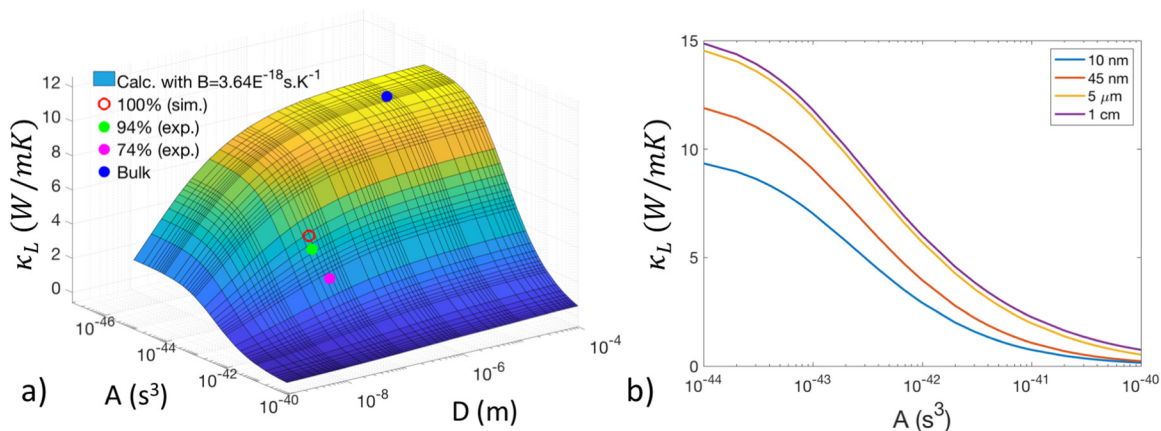 12
10
8
6
4
2
0
κ_L (W/mK)
Calc. with B=3.64E⁻¹⁸s.K⁻¹
100% (sim.)
94% (exp.)
74% (exp.)
Bulk
10⁻⁴⁶
10⁻⁴⁴
10⁻⁴²
10⁻⁴⁰
A (s³)
10⁻⁸
10⁻⁶
10⁻⁴
D (m)
a)
15
10
5
0
κ_L (W/mK)
10 nm
45 nm
5 μm
1 cm
10⁻⁴⁴
10⁻⁴³
10⁻⁴²
10⁻⁴¹
10⁻⁴⁰
A (s³)
b)